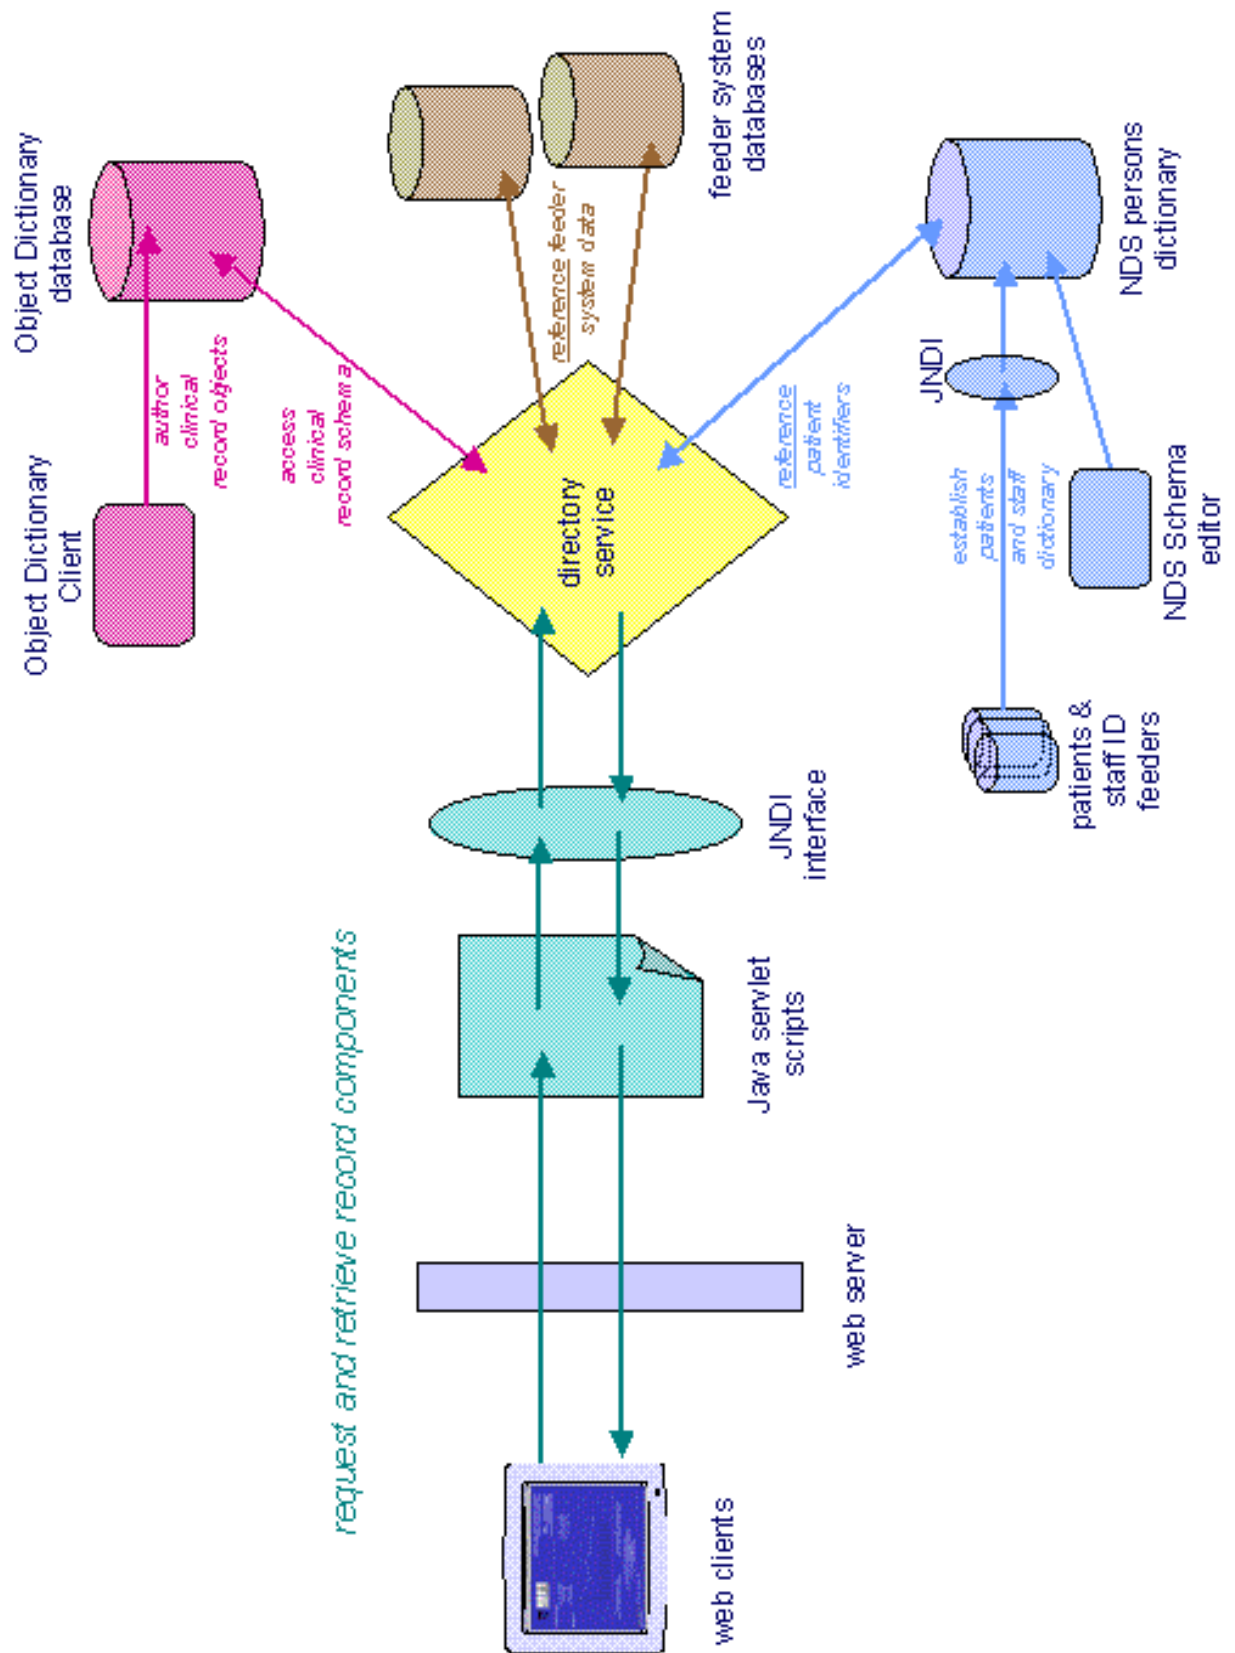 Object Dictionary
Client
author
clinical
record objects
Object Dictionary
database
access
clinical
record schema
request and retrieve record components
web clients
web server
Java servlet
scripts
JNDI
interface
directory
service
reference feeder
system data
feeder system
databases
reference
patient
identifiers
patients &
staff ID
feeders
establish
patients
and staff
dictionary
JNDI
NDS Schema
editor
NDS persons
dictionary